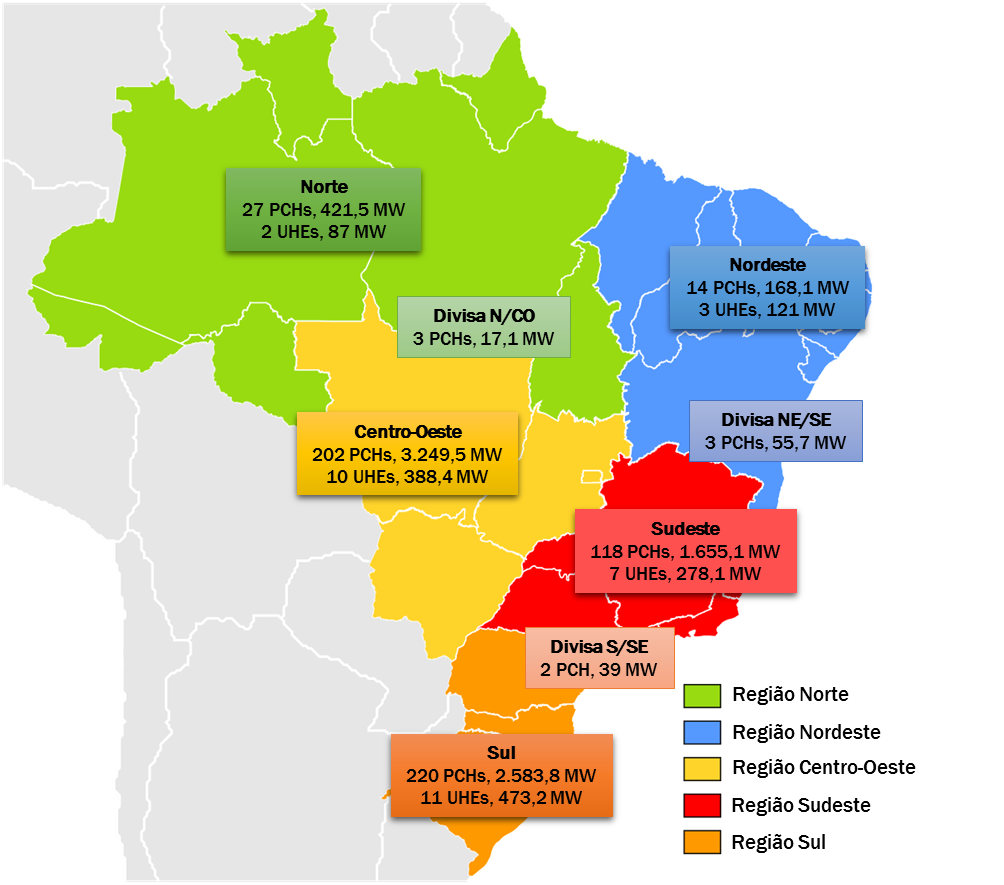 Norte
27 PCHs, 421,5 MW
2 UHEs, 87 MW
Nordeste
14 PCHs, 168,1 MW
3 UHEs, 121 MW
Divisa N/CO
3 PCHs, 17,1 MW
Divisa NE/SE
3 PCHs, 55,7 MW
Centro-Oeste
202 PCHs, 3.249,5 MW
10 UHEs, 388,4 MW
Sudeste
118 PCHs, 1.655,1 MW
7 UHEs, 278,1 MW
Divisa S/SE
2 PCH, 39 MW
Sul
220 PCHs, 2.583,8 MW
11 UHEs, 473,2 MW
Região Norte
Região Nordeste
Região Centro-Oeste
Região Sudeste
Região Sul